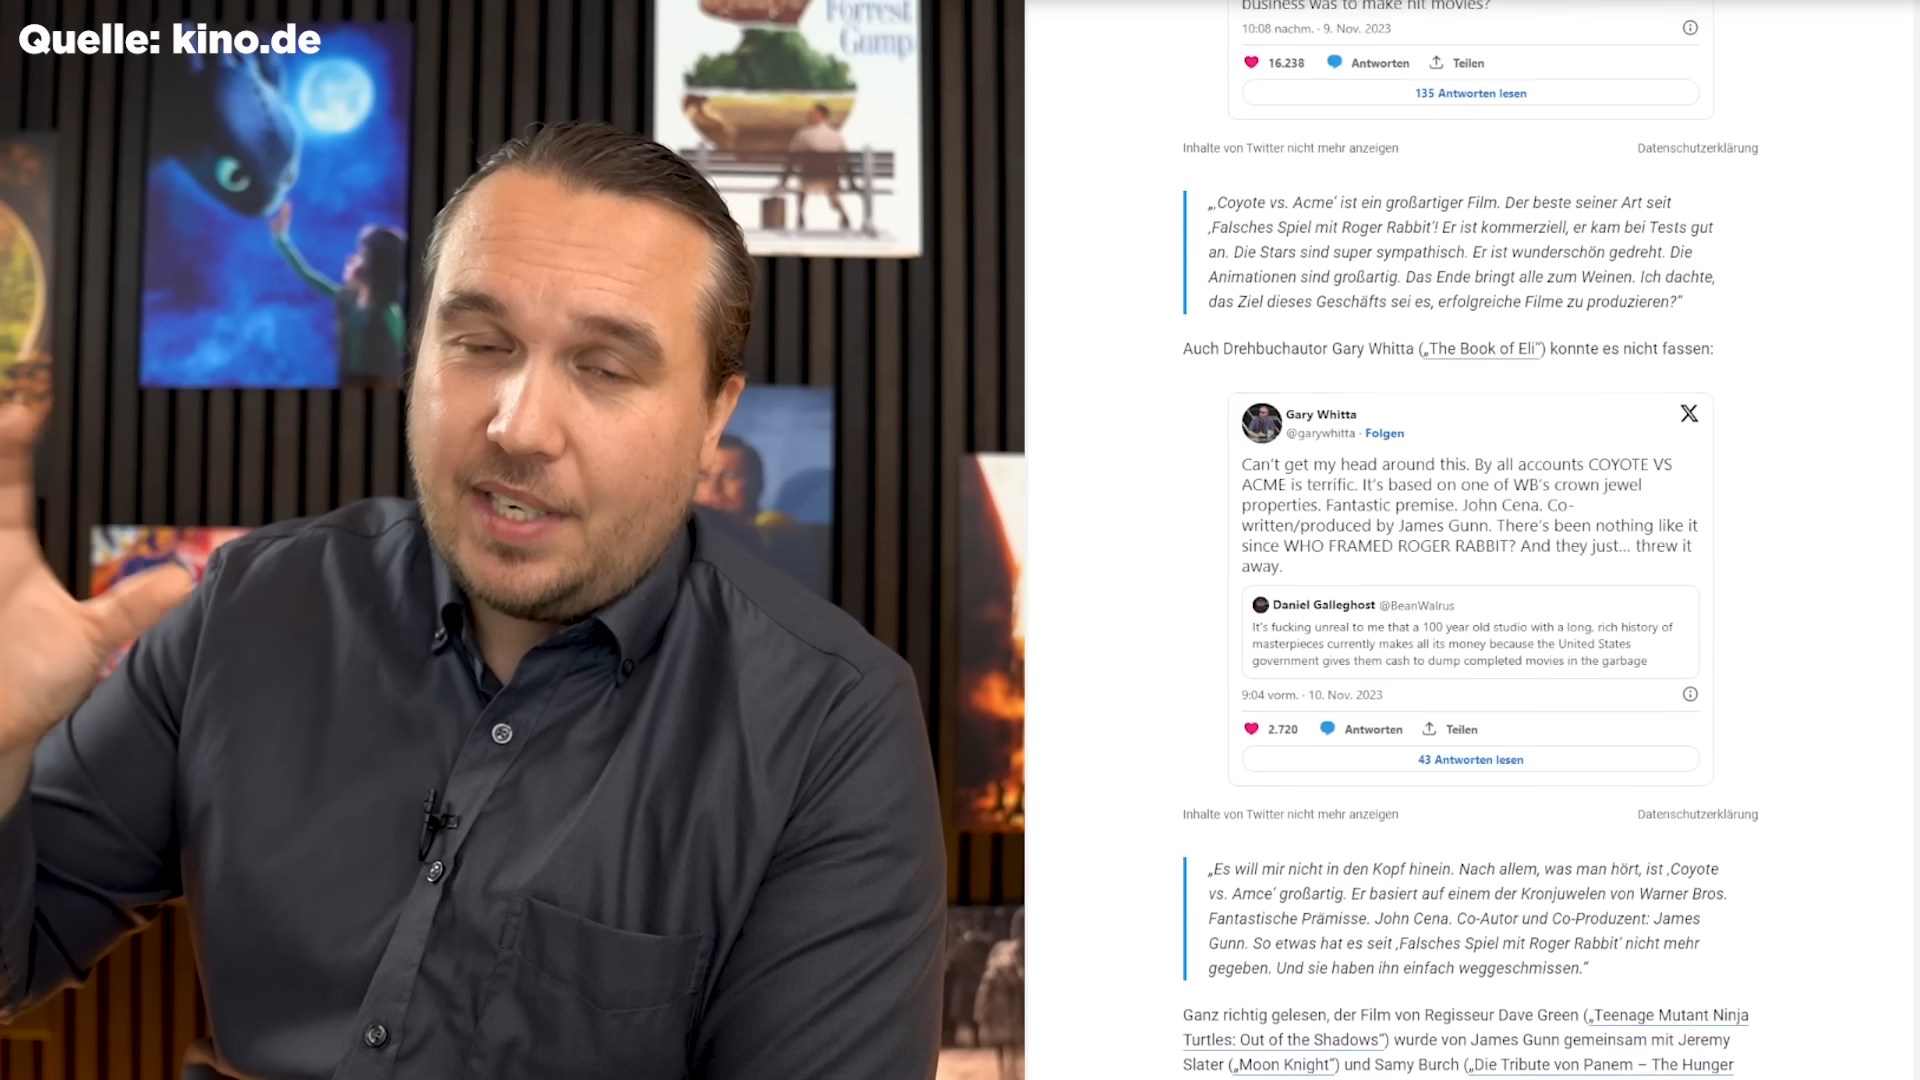 Quelle: kino.de
Forrest
Gump
business was to make hit movies?
10:08 nachm. · 9. Nov. 2023
16.238 Antworten Teilen
135 Antworten lesen
Inhalte von Twitter nicht mehr anzeigen Datenschutzerklärung
„‚Coyote vs. Acme‘ ist ein großartiger Film. Der beste seiner Art seit
‚Falsches Spiel mit Roger Rabbit‘! Er ist kommerziell, er kam bei Tests gut
an. Die Stars sind super sympathisch. Er ist wunderschön gedreht. Die
Animationen sind großartig. Das Ende bringt alle zum Weinen. Ich dachte,
das Ziel dieses Geschäfts sei es, erfolgreiche Filme zu produzieren?“
Auch Drehbuchautor Gary Whitta („The Book of Eli“) konnte es nicht fassen:
Gary Whitta
@garywhitta · Folgen
Can't get my head around this. By all accounts COYOTE VS
ACME is terrific. It's based on one of WB's crown jewel
properties. Fantastic premise. John Cena. Co-
written/produced by James Gunn. There's been nothing like it
since WHO FRAMED ROGER RABBIT? And they just... threw it
away.
Daniel Galleghost @BeanWalrus
It's fucking unreal to me that a 100 year old studio with a long, rich history of
masterpieces currently makes all its money because the United States
government gives them cash to dump completed movies in the garbage
9:04 vorm. · 10. Nov. 2023
2.720 Antworten Teilen
43 Antworten lesen
Inhalte von Twitter nicht mehr anzeigen Datenschutzerklärung
„Es will mir nicht in den Kopf hinein. Nach allem, was man hört, ist ‚Coyote
vs. Amce‘ großartig. Er basiert auf einem der Kronjuwelen von Warner Bros.
Fantastische Prämisse. John Cena. Co-Autor und Co-Produzent: James
Gunn. So etwas hat es seit ‚Falsches Spiel mit Roger Rabbit‘ nicht mehr
gegeben. Und sie haben ihn einfach weggeschmissen.“
Ganz richtig gelesen, der Film von Regisseur Dave Green („Teenage Mutant Ninja
Turtles: Out of the Shadows“) wurde von James Gunn gemeinsam mit Jeremy
Slater („Moon Knight“) und Samy Burch („Die Tribute von Panem – The Hunger